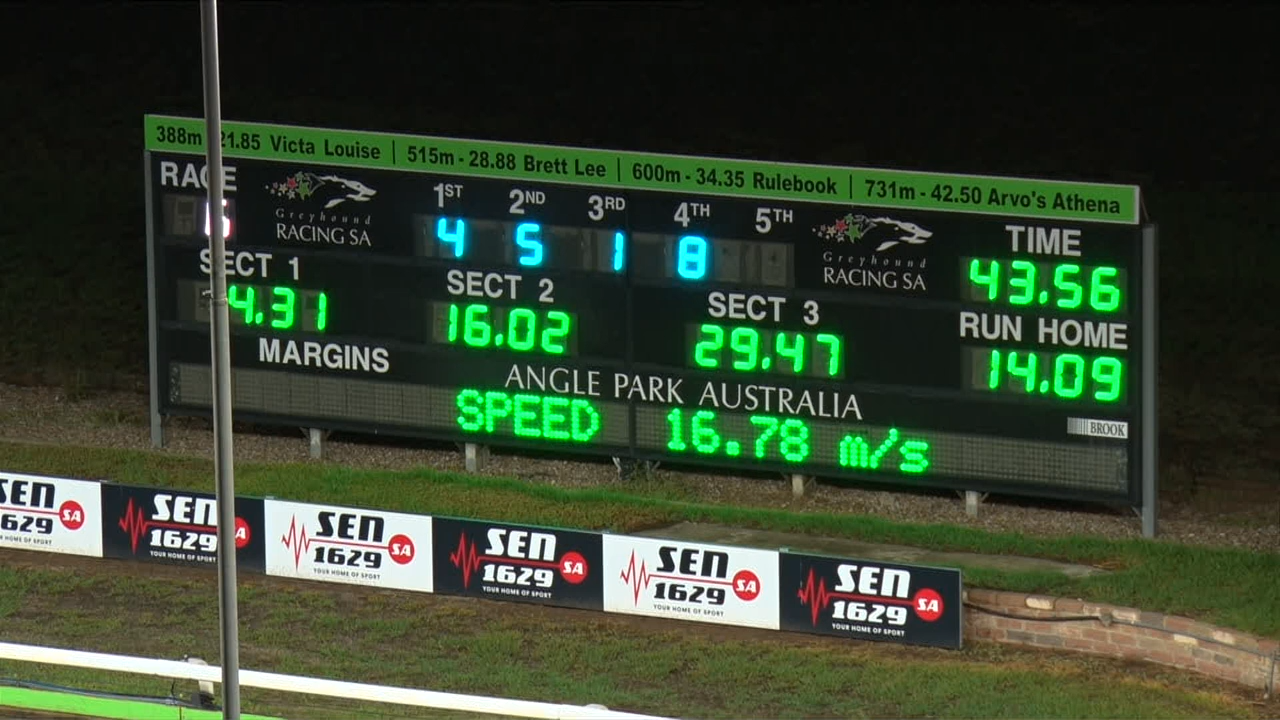 388m 21.85 Victa Louise | 515m - 28.88 Brett Lee | 600m - 34.35 Rulebook | 731m - 42.50 Arvo's Athena
RACE
Greyhound
RACING SA
1ST 2ND 3RD 4TH 5TH
4 5 1 8
Greyhound
RACING SA
TIME
43.56
SECT 1
4.31
SECT 2
16.02
SECT 3
29.47
RUN HOME
14.09
MARGINS
ANGLE PARK AUSTRALIA
BROOK
SPEED 16.78 m/s
SEN SA
1629
SEN SA
1629
YOUR HOME OF SPORT
SEN SA
1629
YOUR HOME OF SPORT
SEN SA
1629
YOUR HOME OF SPORT
SEN SA
1629
YOUR HOME OF SPORT
SEN SA
1629
YOUR HOME OF SPORT